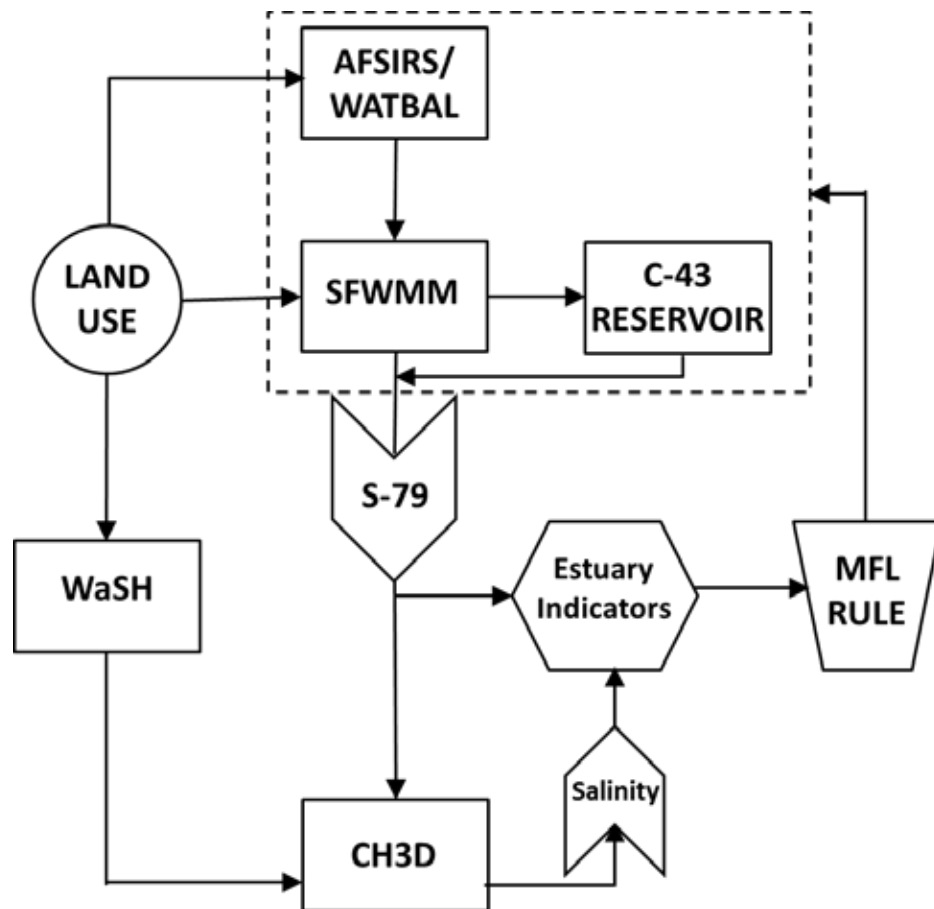 AFSIRS/
WATBAL
LAND
USE
SFWMM
C-43
RESERVOIR
S-79
WaSH
Estuary
Indicators
MFL
RULE
Salinity
CH3D